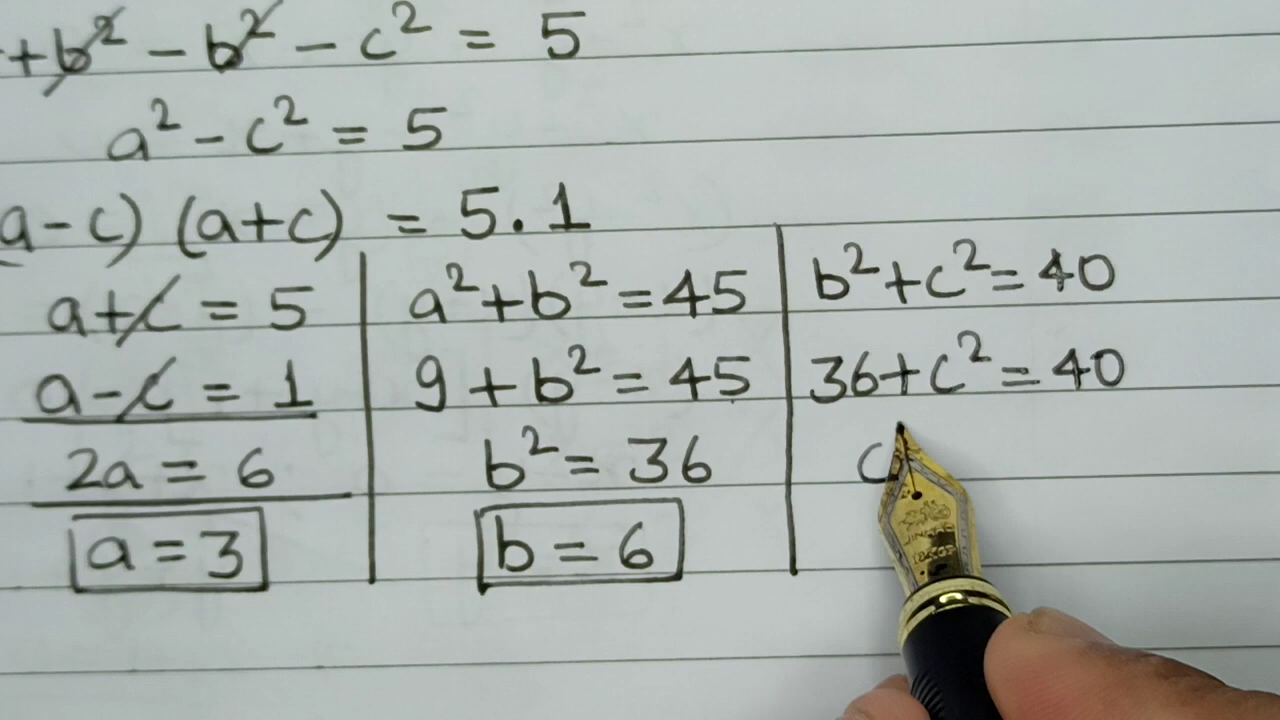 +b² - b² - c² = 5
a² - c² = 5
a - c) (a+c) = 5.1
a+c = 5
a-c = 1
2a = 6
a = 3
a²+b² = 45
9+b² = 45
b² = 36
b = 6
b²+c² = 40
36+c² = 40
c